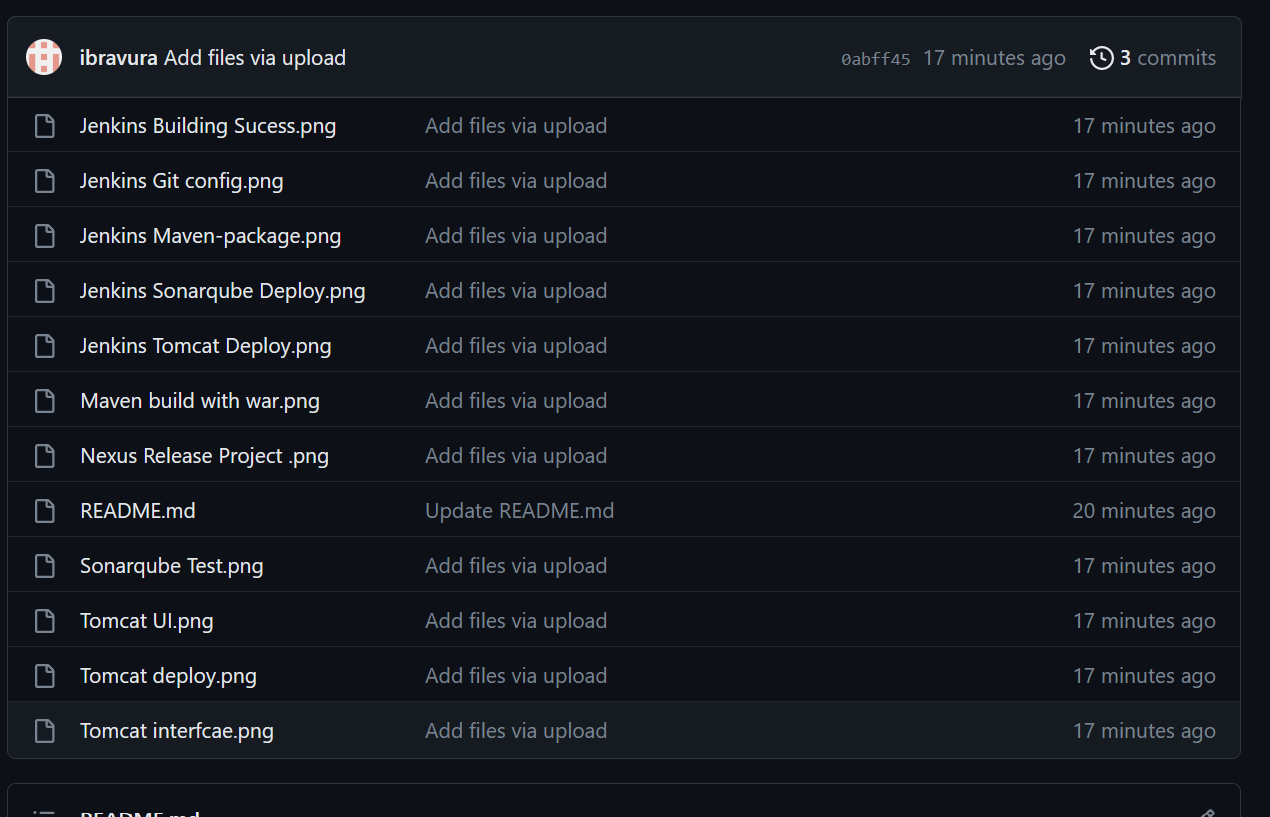 ibravura Add files via upload 0abff45 17 minutes ago 3 commits
Jenkins Building Sucess.png Add files via upload 17 minutes ago
Jenkins Git config.png Add files via upload 17 minutes ago
Jenkins Maven-package.png Add files via upload 17 minutes ago
Jenkins Sonarqube Deploy.png Add files via upload 17 minutes ago
Jenkins Tomcat Deploy.png Add files via upload 17 minutes ago
Maven build with war.png Add files via upload 17 minutes ago
Nexus Release Project .png Add files via upload 17 minutes ago
README.md Update README.md 20 minutes ago
Sonarqube Test.png Add files via upload 17 minutes ago
Tomcat UI.png Add files via upload 17 minutes ago
Tomcat deploy.png Add files via upload 17 minutes ago
Tomcat interfcae.png Add files via upload 17 minutes ago
README.md